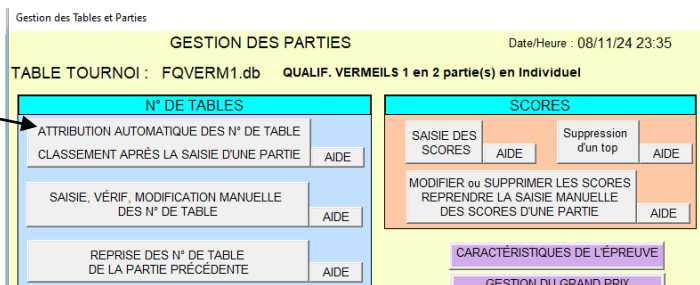 Gestion des Tables et Parties
GESTION DES PARTIES
Date/Heure : 08/11/24 23:35
TABLE TOURNOI : FQVERM1.db QUALIF. VERMEILS 1 en 2 partie(s) en Individuel
N° DE TABLES
ATTRIBUTION AUTOMATIQUE DES N° DE TABLE
CLASSEMENT APRÈS LA SAISIE D'UNE PARTIE
AIDE
SAISIE, VÉRIF, MODIFICATION MANUELLE
DES N° DE TABLE
AIDE
REPRISE DES N° DE TABLE
DE LA PARTIE PRÉCÉDENTE
AIDE
SCORES
SAISIE DES
SCORES
AIDE
Suppression
d'un top
AIDE
MODIFIER ou SUPPRIMER LES SCORES
REPRENDRE LA SAISIE MANUELLE
DES SCORES D'UNE PARTIE
AIDE
CARACTÉRISTIQUES DE L'ÉPREUVE
GESTION DU GRAND PRIX